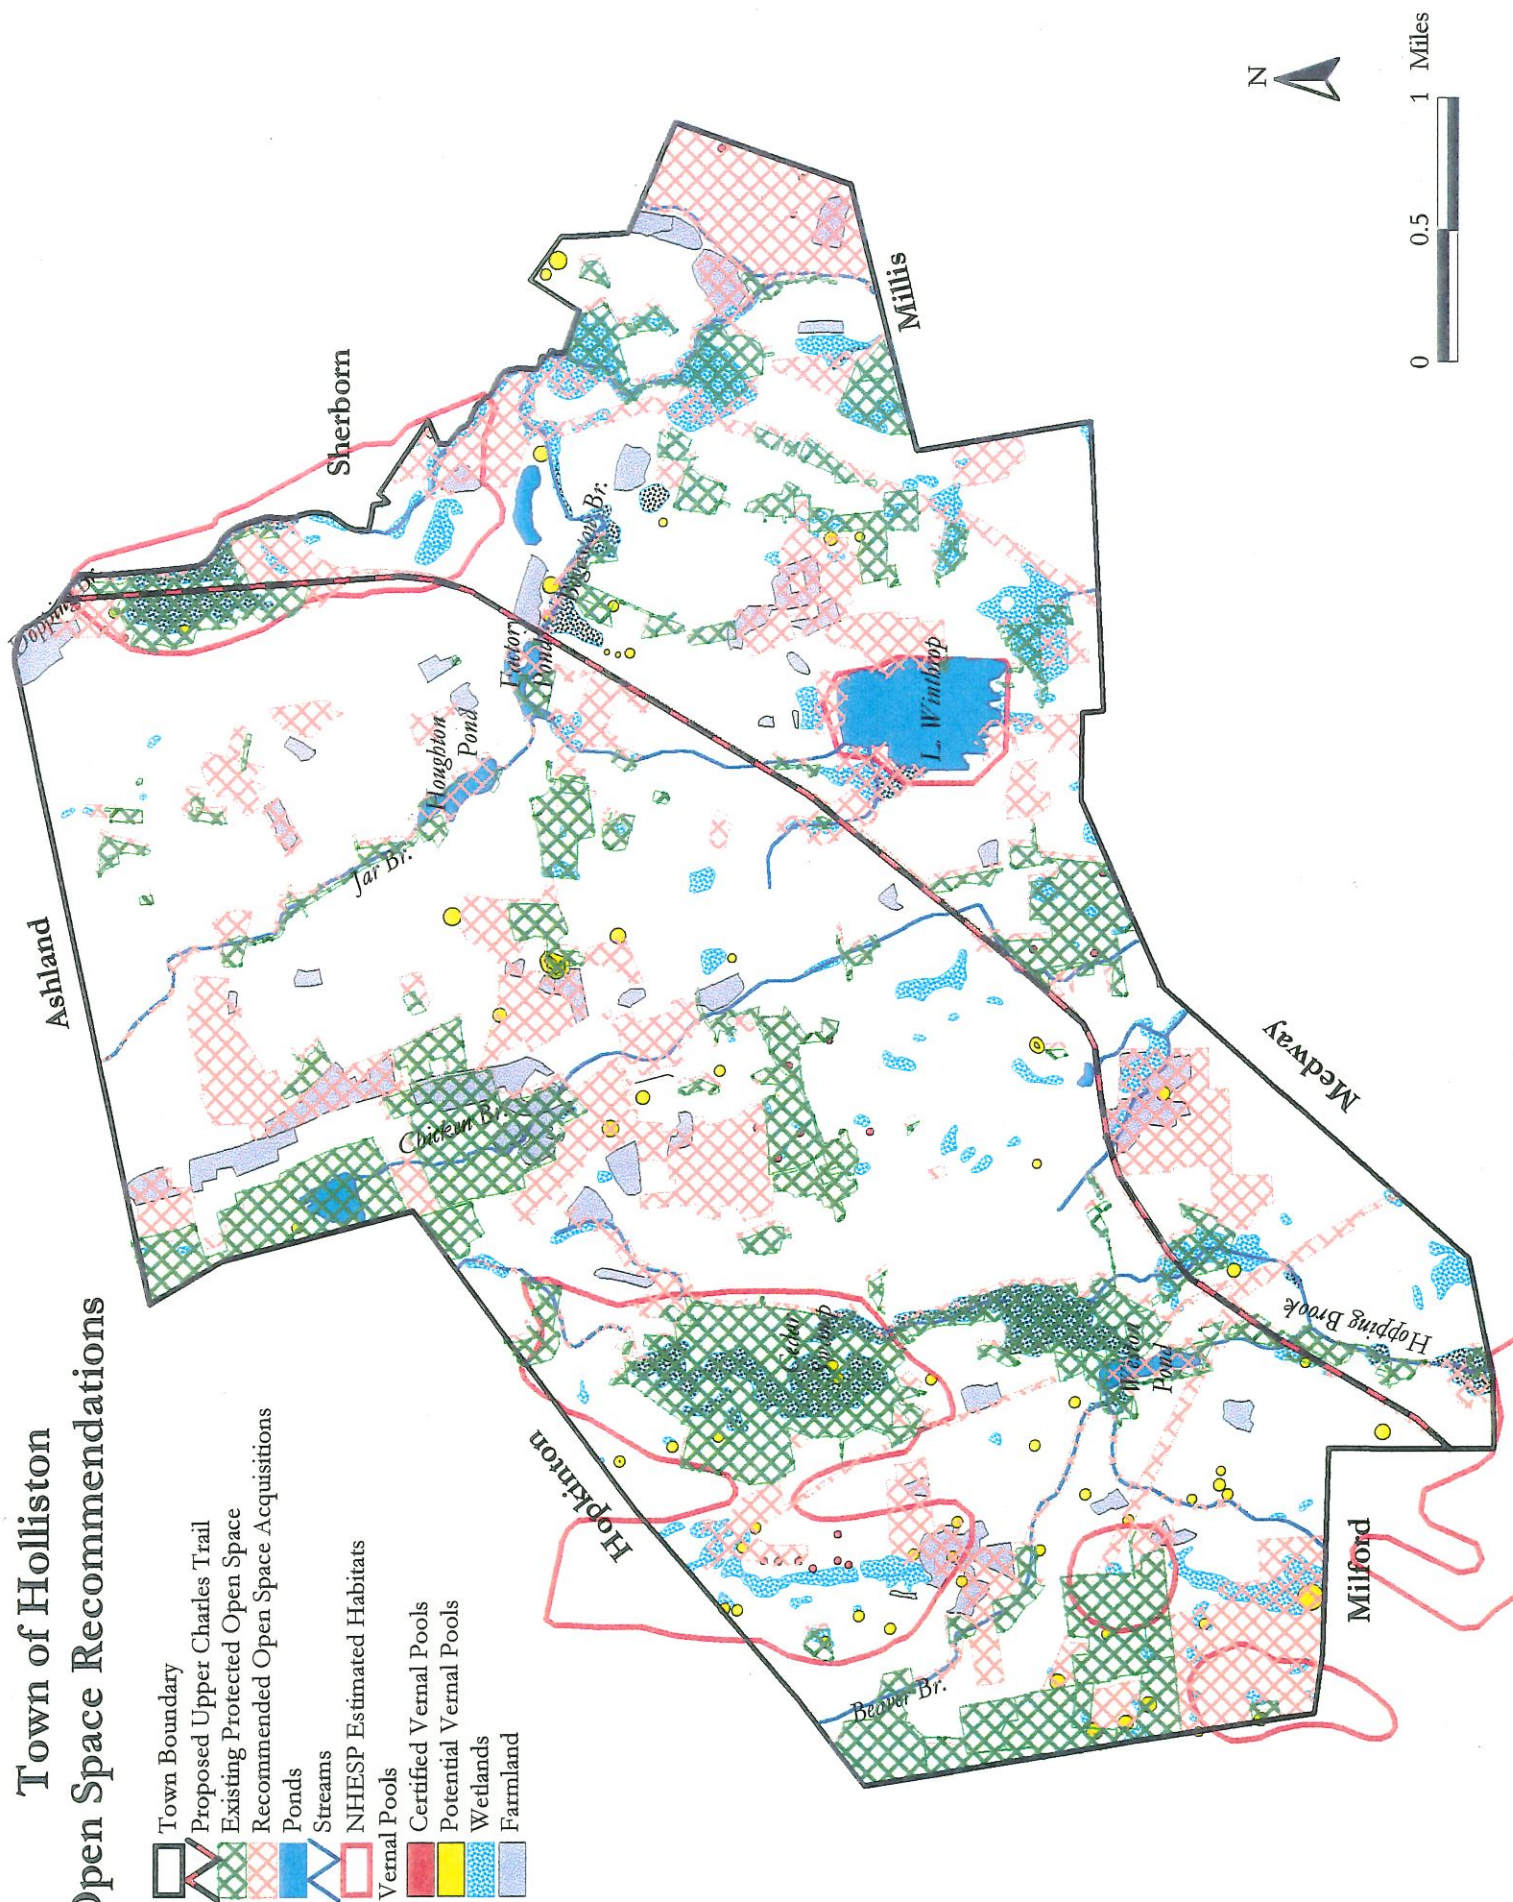 Town of Holliston
Open Space Recommendations
Town Boundary
Proposed Upper Charles Trail
Existing Protected Open Space
Recommended Open Space Acquisitions
Ponds
Streams
NHESP Estimated Habitats
Vernal Pools
Certified Vernal Pools
Potential Vernal Pools
Wetlands
Farmland
Ashland
Sherborn
Hopkinton
Millis
Medway
Milford
Jar Br.
Houghton
Pond
Factory
Pond
Br.
Chicken Br.
L. Winthrop
Cedar
Swamp
Weston
Pond
Hopping Brook
Beaver Br.
N
0 0.5 1 Miles